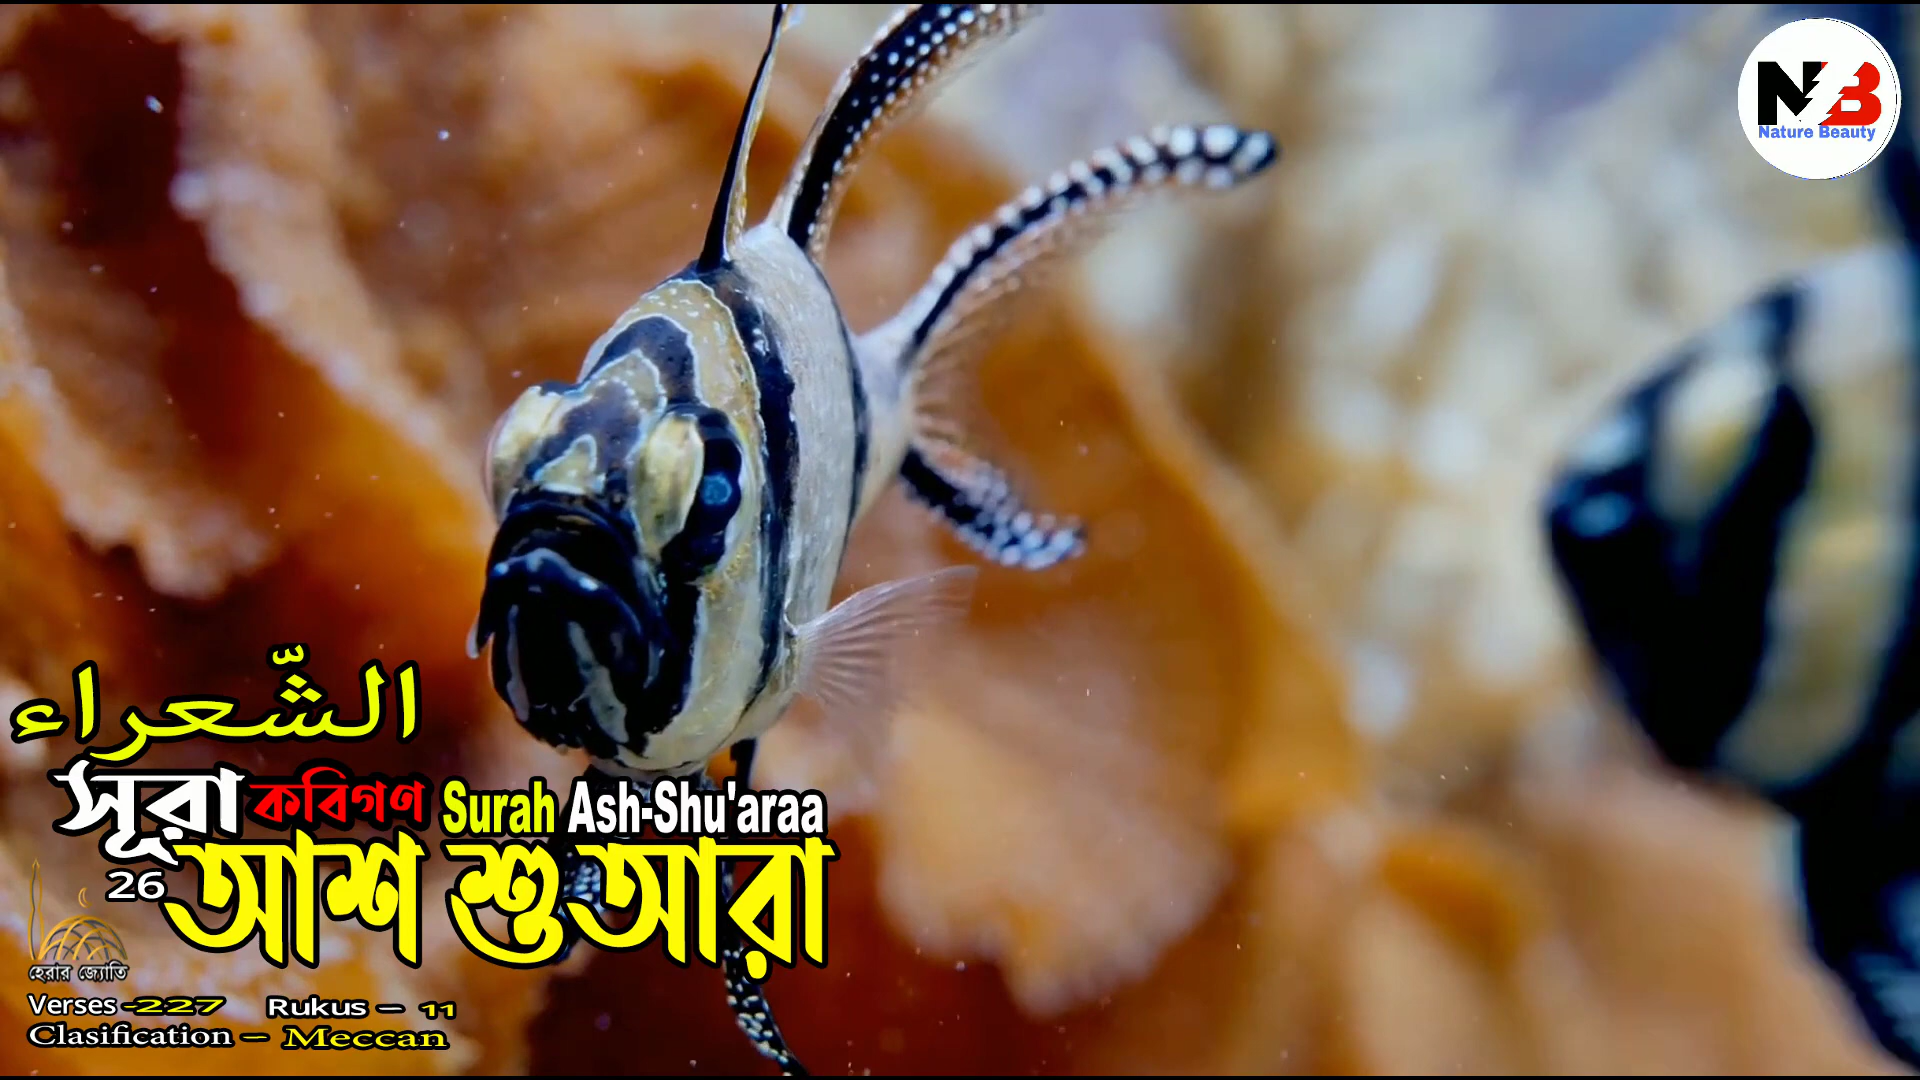 NB
Nature Beauty
الشّعراء
সূরা কবিগণ Surah Ash-Shu'araa
26 আশ শুআরা
হেরার জ্যোতি
Verses -227 Rukus – 11
Clasification – Meccan